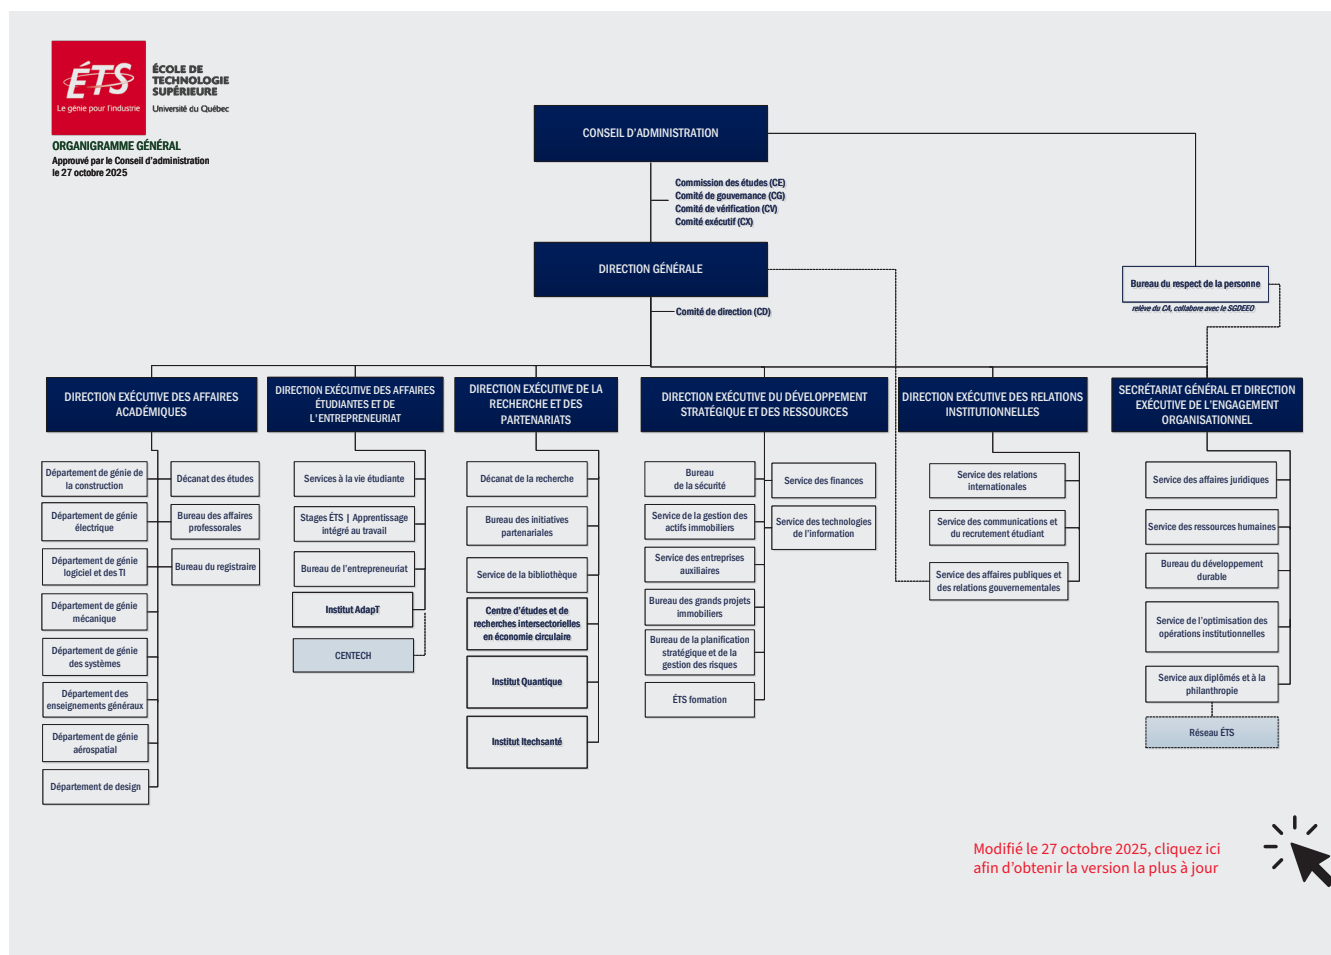 ÉTS
Le génie pour l'industrie
ÉCOLE DE
TECHNOLOGIE
SUPÉRIEURE
Université du Québec
ORGANIGRAMME GÉNÉRAL
Approuvé par le Conseil d'administration
le 27 octobre 2025
CONSEIL D'ADMINISTRATION
Commission des études (CE)
Comité de gouvernance (CG)
Comité de vérification (CV)
Comité exécutif (CX)
DIRECTION GÉNÉRALE
Comité de direction (CD)
Bureau du respect de la personne
relève du CA, collabore avec le SGDEEO
DIRECTION EXÉCUTIVE DES AFFAIRES
ACADÉMIQUES
Département de génie de
la construction
Département de génie
électrique
Département de génie
logiciel et des TI
Département de génie
mécanique
Département de génie
des systèmes
Département des
enseignements généraux
Département de génie
aérospatial
Département de design
Décanat des études
Bureau des affaires
professorales
Bureau du registraire
DIRECTION EXÉCUTIVE DES AFFAIRES
ÉTUDIANTES ET DE
L'ENTREPRENEURIAT
Services à la vie étudiante
Stages ÉTS | Apprentissage
intégré au travail
Bureau de l'entrepreneuriat
Institut AdapT
CENTECH
DIRECTION EXÉCUTIVE DE LA
RECHERCHE ET DES
PARTENARIATS
Décanat de la recherche
Bureau des initiatives
partenariales
Service de la bibliothèque
Centre d'études et de
recherches intersectorielles
en économie circulaire
Institut Quantique
Institut Itechsanté
DIRECTION EXÉCUTIVE DU DÉVELOPPEMENT
STRATÉGIQUE ET DES RESSOURCES
Bureau
de la sécurité
Service de la gestion des
actifs immobiliers
Service des entreprises
auxiliaires
Bureau des grands projets
immobiliers
Bureau de la planification
stratégique et de la
gestion des risques
ÉTS formation
Service des finances
Service des technologies
de l'information
DIRECTION EXÉCUTIVE DES RELATIONS
INSTITUTIONNELLES
Service des relations
internationales
Service des communications et
du recrutement étudiant
Service des affaires publiques et
des relations gouvernementales
SECRÉTARIAT GÉNÉRAL ET DIRECTION
EXÉCUTIVE DE L'ENGAGEMENT
ORGANISATIONNEL
Service des affaires juridiques
Service des ressources humaines
Bureau du développement
durable
Service de l'optimisation des
opérations institutionnelles
Service aux diplômés et à la
philanthropie
Réseau ÉTS
Modifié le 27 octobre 2025, cliquez ici
afin d'obtenir la version la plus à jour